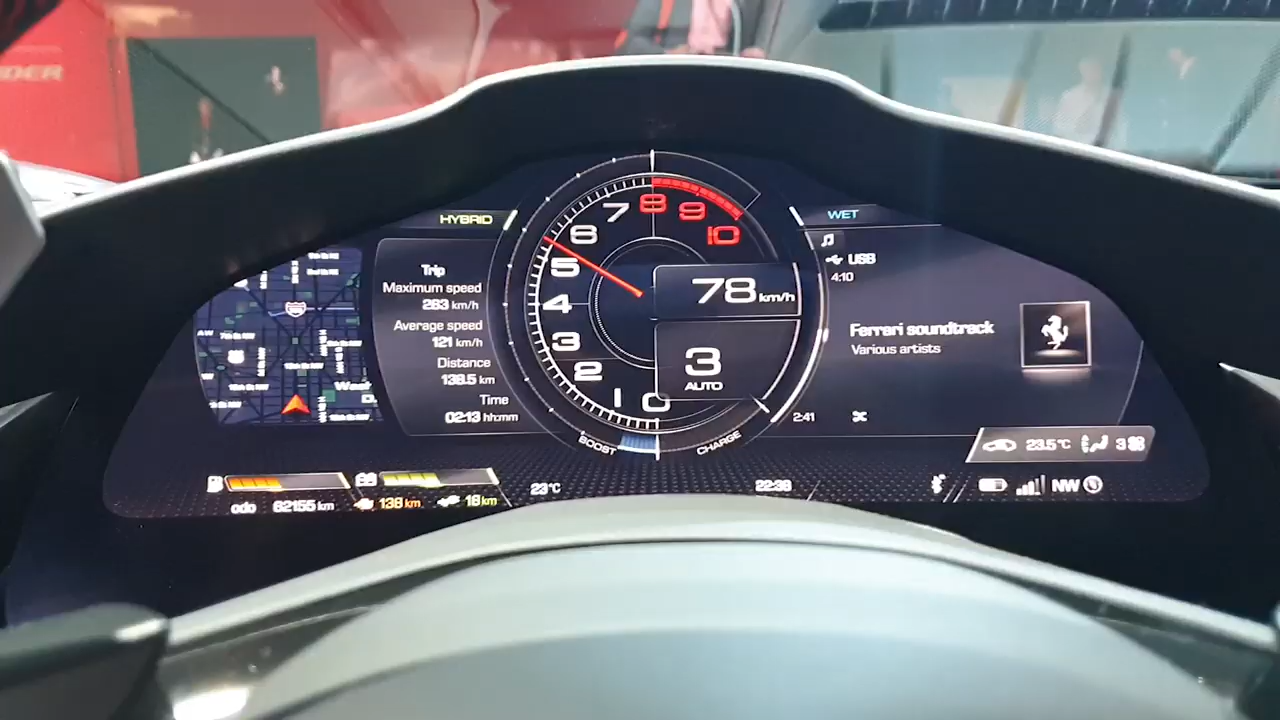 HYBRID
WET
Trip
Maximum speed
263 km/h
Average speed
121 km/h
Distance
138.5 km
Time
02:13 hh:mm
0
1
2
3
4
5
6
7
8
9
10
78 km/h
3
AUTO
BOOST
CHARGE
USB
4:10
Ferrari soundtrack
Various artists
2:41
23.5°C
3
odo 62155 km
138 km
18 km
23°C
22:39
NW